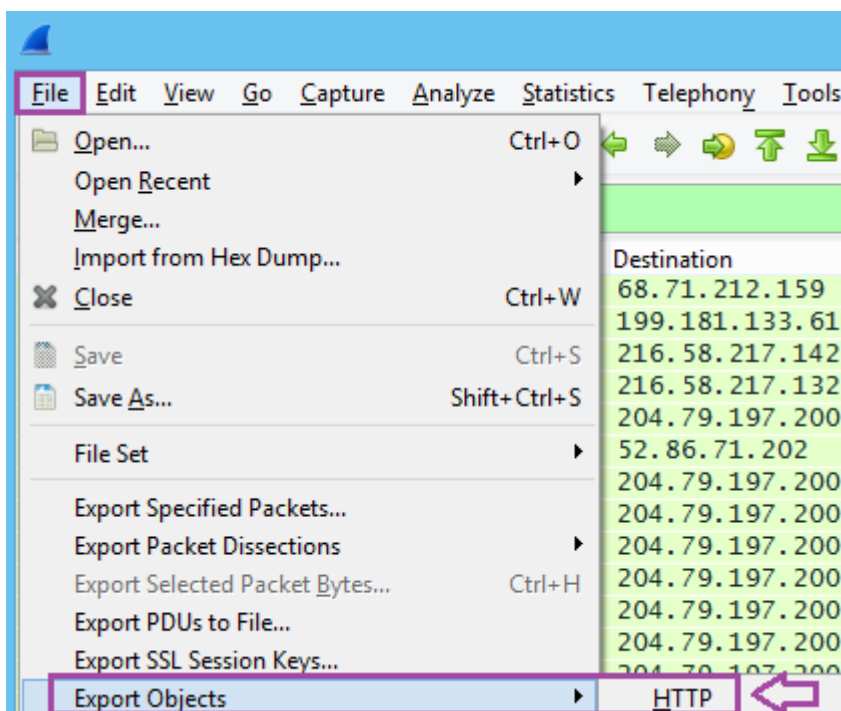 File Edit View Go Capture Analyze Statistics Telephony Tools
Open... Ctrl+O
Open Recent
Merge...
Import from Hex Dump...
Close Ctrl+W
Save Ctrl+S
Save As... Shift+Ctrl+S
File Set
Export Specified Packets...
Export Packet Dissections
Export Selected Packet Bytes... Ctrl+H
Export PDUs to File...
Export SSL Session Keys...
Export Objects
HTTP
Destination
68.71.212.159
199.181.133.61
216.58.217.142
216.58.217.132
204.79.197.200
52.86.71.202
204.79.197.200
204.79.197.200
204.79.197.200
204.79.197.200
204.79.197.200
204.79.197.200
204.79.197.200